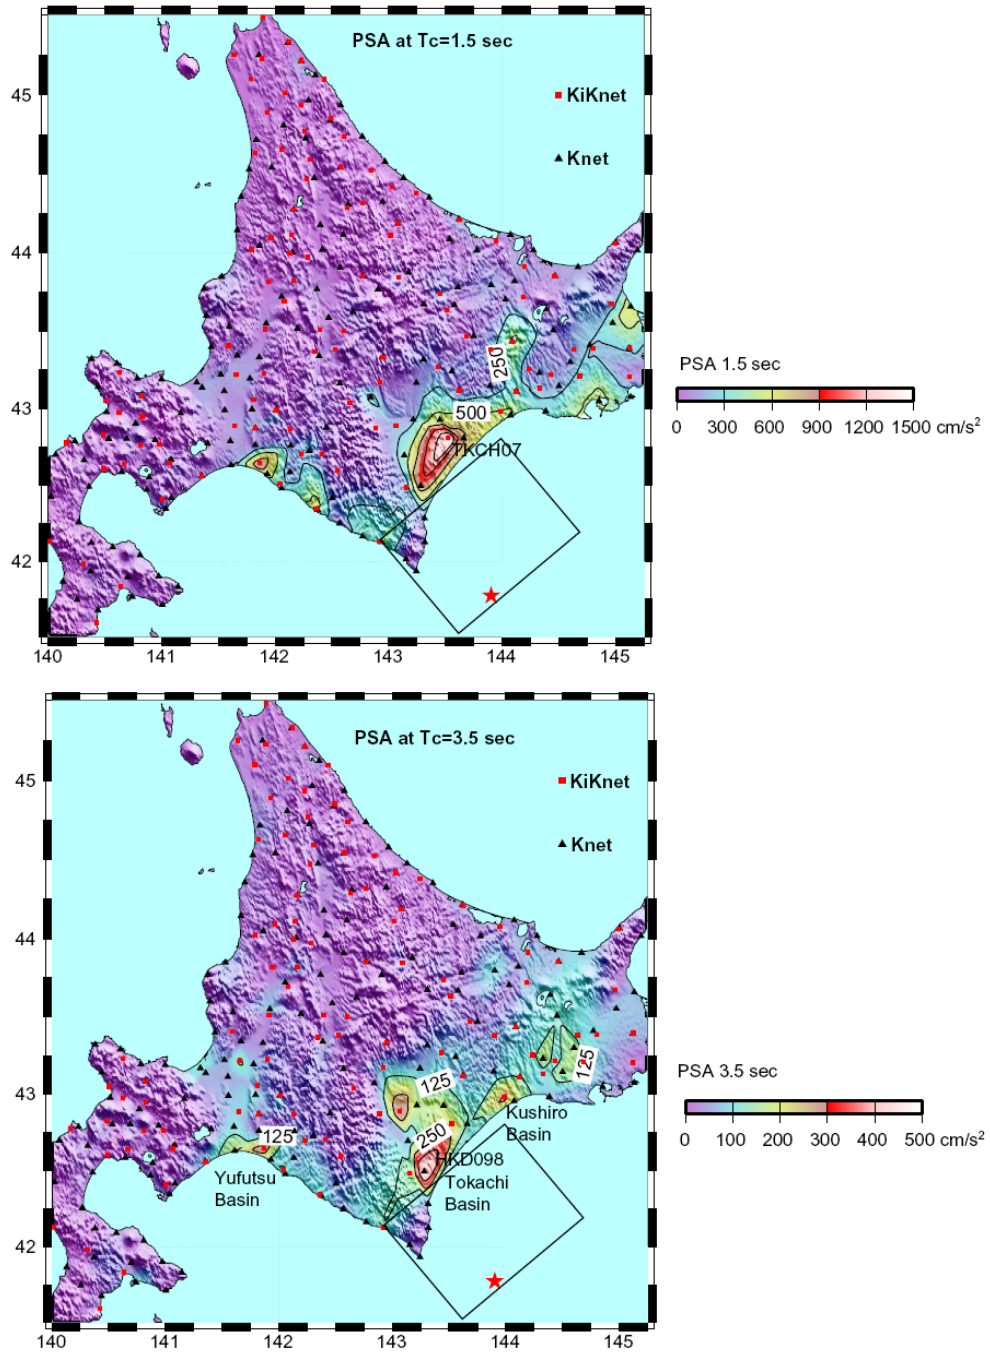 PSA at Tc=1.5 sec
KiKnet
Knet
45
44
43
42
250
500
TKCH07
140
141
142
143
144
145
PSA 1.5 sec
0 300 600 900 1200 1500 cm/s²
PSA at Tc=3.5 sec
KiKnet
Knet
45
44
43
42
125
125
125
250
HKD098
Kushiro
Basin
Tokachi
Basin
Yufutsu
Basin
140
141
142
143
144
145
PSA 3.5 sec
0 100 200 300 400 500 cm/s²